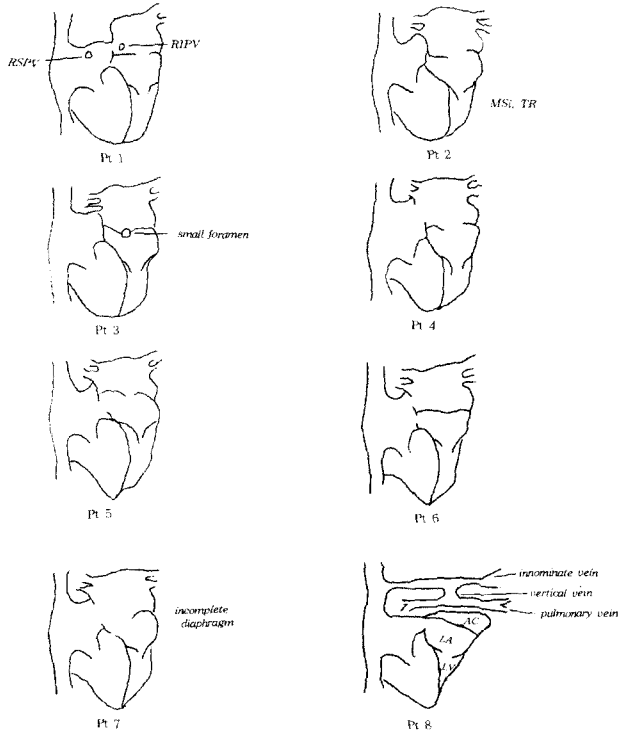 RSPV
RIPV
Pt 1
MSi, TR
Pt 2
small foramen
Pt 3
Pt 4
Pt 5
Pt 6
incomplete
diaphragm
Pt 7
innominate vein
vertical vein
pulmonary vein
AC
LA
LV
Pt 8